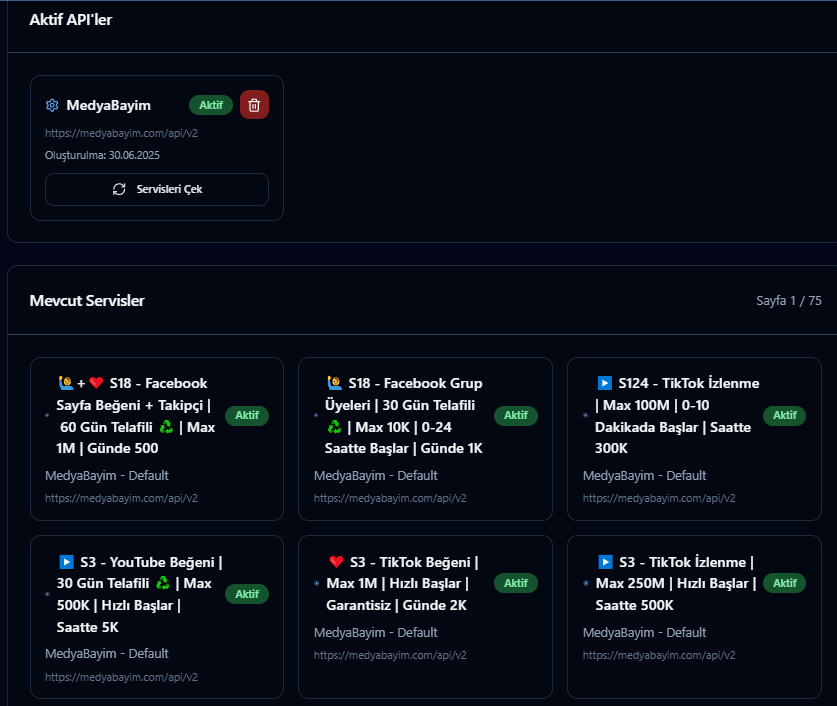 Aktif API'ler
MedyaBayim
Aktif
https://medyabayim.com/api/v2
Oluşturulma: 30.06.2025
Servisleri Çek
Mevcut Servisler
Sayfa 1 / 75
🙋 + ❤️ S18 - Facebook
Sayfa Beğeni + Takipçi |
60 Gün Telafili ♻️ | Max
1M | Günde 500
Aktif
MedyaBayim - Default
https://medyabayim.com/api/v2
🙋 S18 - Facebook Grup
Üyeleri | 30 Gün Telafili
♻️ | Max 10K | 0-24
Saatte Başlar | Günde 1K
Aktif
MedyaBayim - Default
https://medyabayim.com/api/v2
▶️ S124 - TikTok İzlenme
| Max 100M | 0-10
Dakikada Başlar | Saatte
300K
Aktif
MedyaBayim - Default
https://medyabayim.com/api/v2
▶️ S3 - YouTube Beğeni |
30 Gün Telafili ♻️ | Max
500K | Hızlı Başlar |
Saatte 5K
Aktif
MedyaBayim - Default
https://medyabayim.com/api/v2
❤️ S3 - TikTok Beğeni |
Max 1M | Hızlı Başlar |
Garantisiz | Günde 2K
Aktif
MedyaBayim - Default
https://medyabayim.com/api/v2
▶️ S3 - TikTok İzlenme |
Max 250M | Hızlı Başlar |
Saatte 500K
Aktif
MedyaBayim - Default
https://medyabayim.com/api/v2